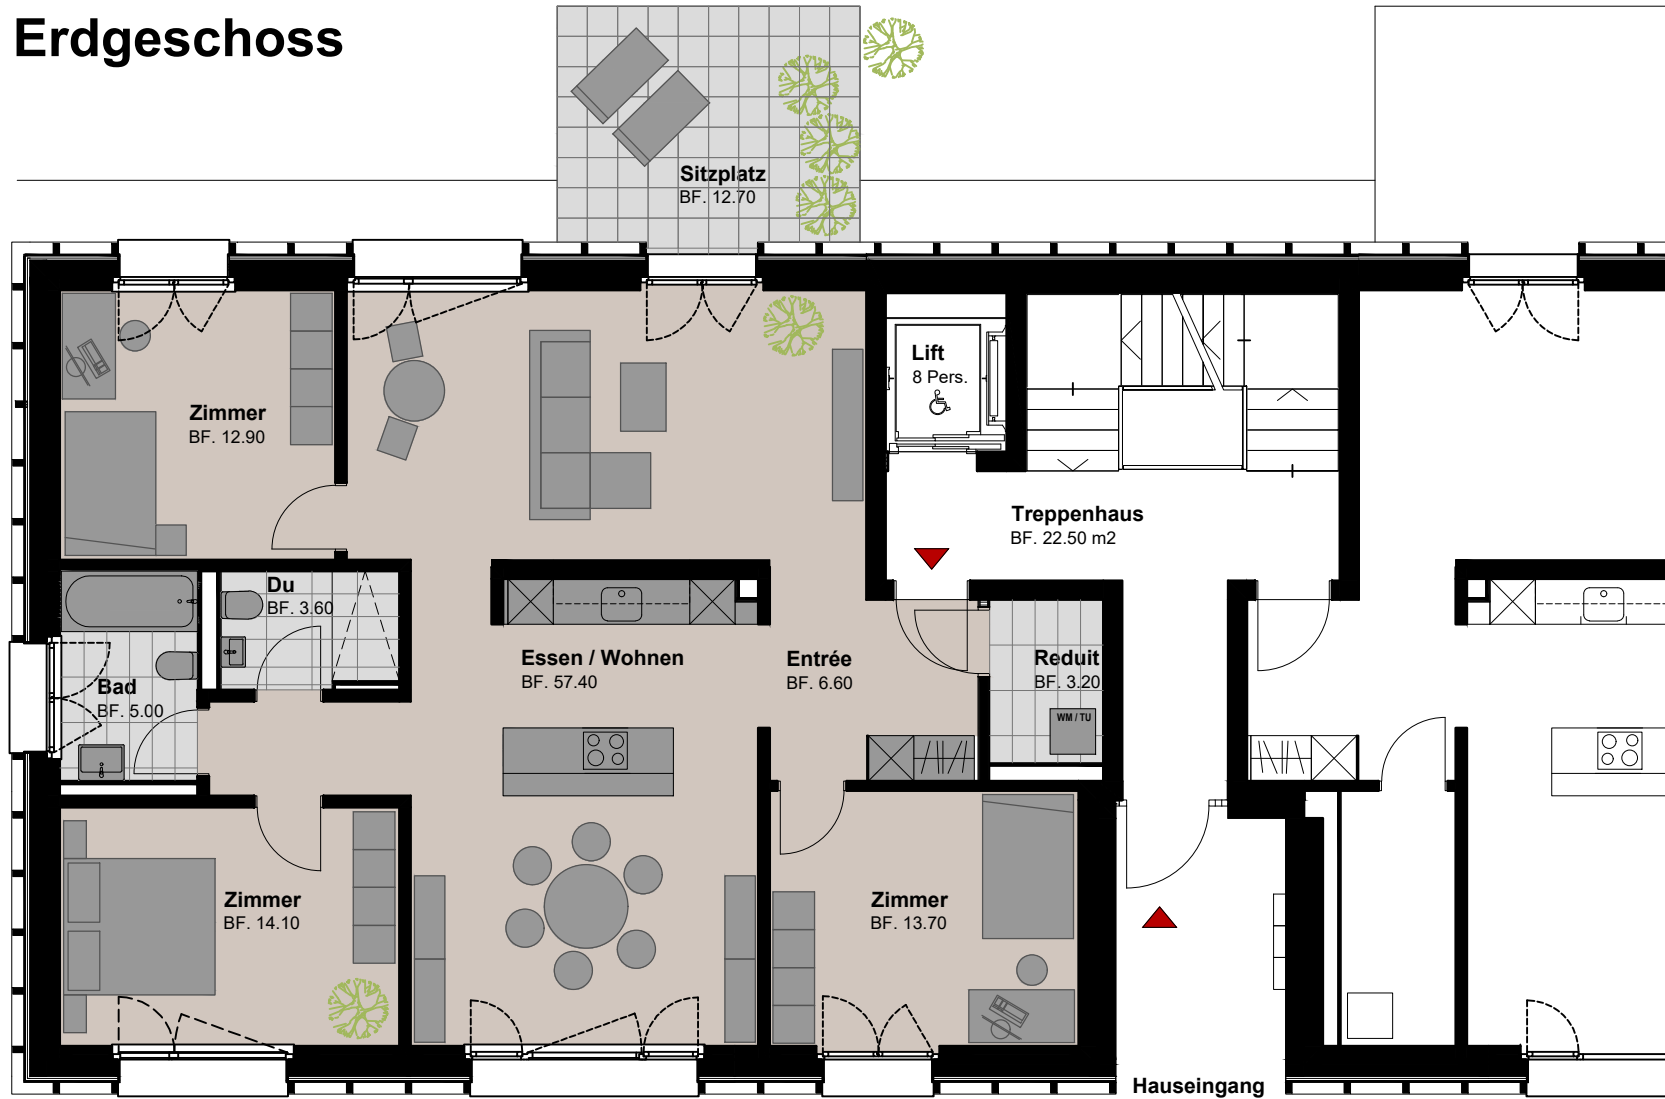 Erdgeschoss
Sitzplatz
BF. 12.70
Lift
8 Pers.
Zimmer
BF. 12.90
Treppenhaus
BF. 22.50 m2
Du
BF. 3.60
Essen / Wohnen
BF. 57.40
Entrée
BF. 6.60
Reduit
BF. 3.20
Bad
BF. 5.00
WM / TU
Zimmer
BF. 14.10
Zimmer
BF. 13.70
Hauseingang